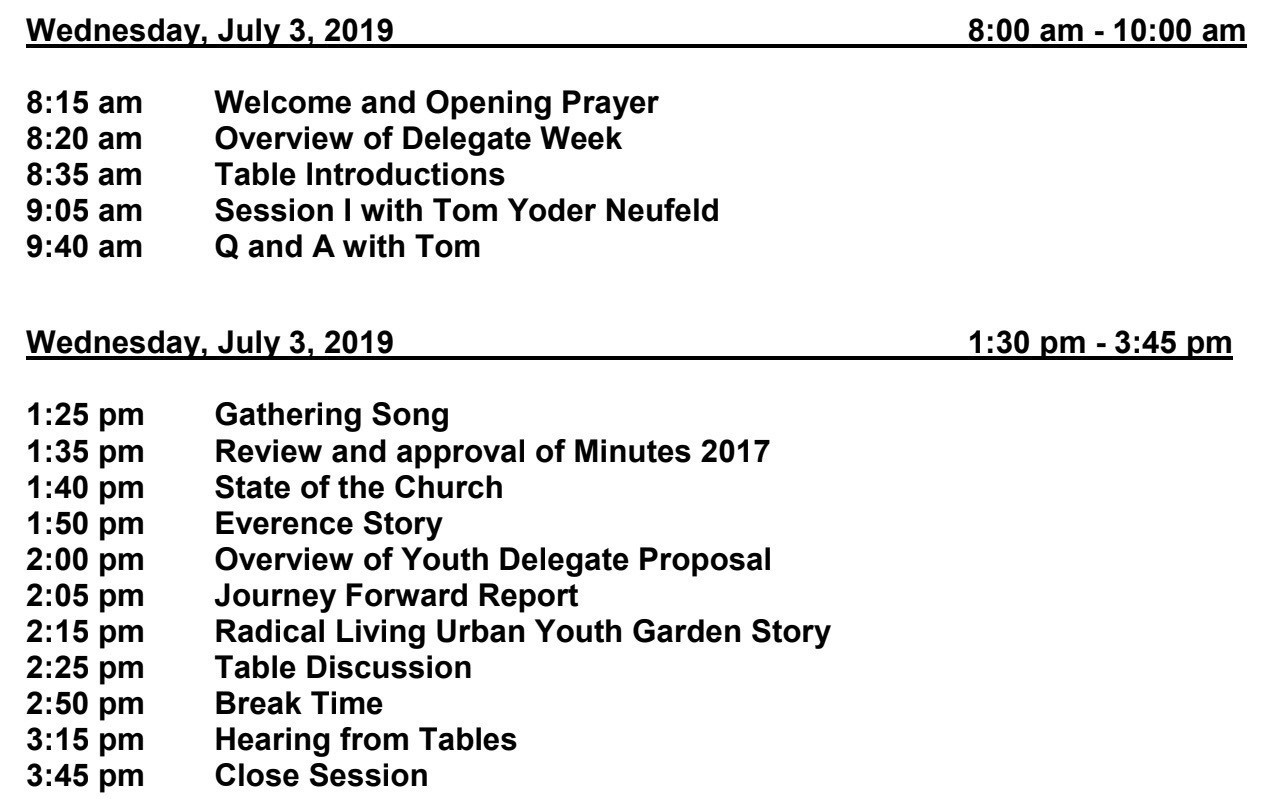 Wednesday, July 3, 2019 8:00 am - 10:00 am
8:15 am Welcome and Opening Prayer
8:20 am Overview of Delegate Week
8:35 am Table Introductions
9:05 am Session I with Tom Yoder Neufeld
9:40 am Q and A with Tom
Wednesday, July 3, 2019 1:30 pm - 3:45 pm
1:25 pm Gathering Song
1:35 pm Review and approval of Minutes 2017
1:40 pm State of the Church
1:50 pm Everence Story
2:00 pm Overview of Youth Delegate Proposal
2:05 pm Journey Forward Report
2:15 pm Radical Living Urban Youth Garden Story
2:25 pm Table Discussion
2:50 pm Break Time
3:15 pm Hearing from Tables
3:45 pm Close Session